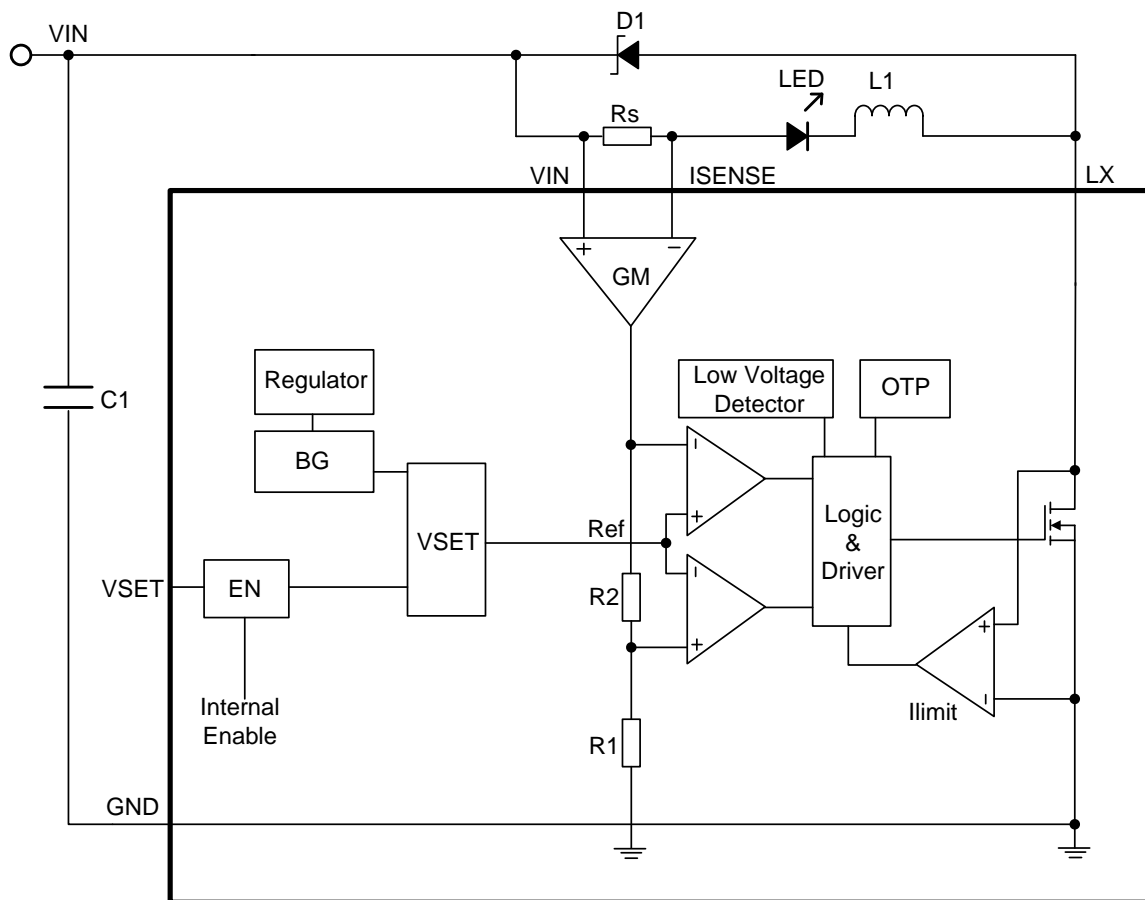 VIN
D1
LED
L1
Rs
VIN
ISENSE
LX
+
−
GM
Regulator
Low Voltage
Detector
OTP
C1
BG
VSET
Ref
Logic
&
Driver
VSET
EN
R2
Internal
Enable
R1
Ilimit
GND